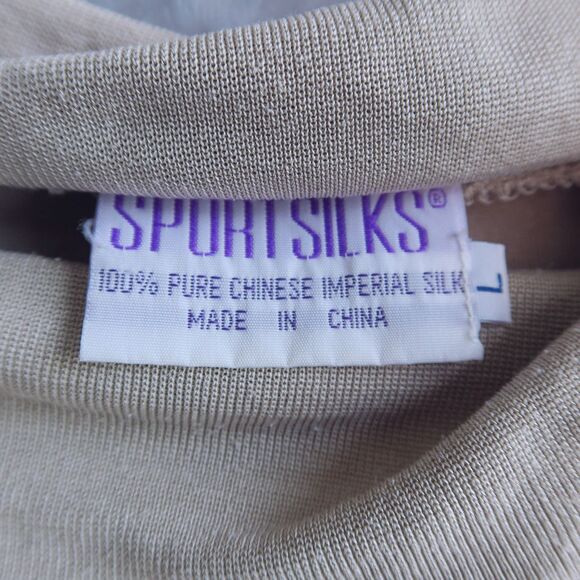 SPORTSILKS®
100% PURE CHINESE IMPERIAL SILK
MADE IN CHINA
L